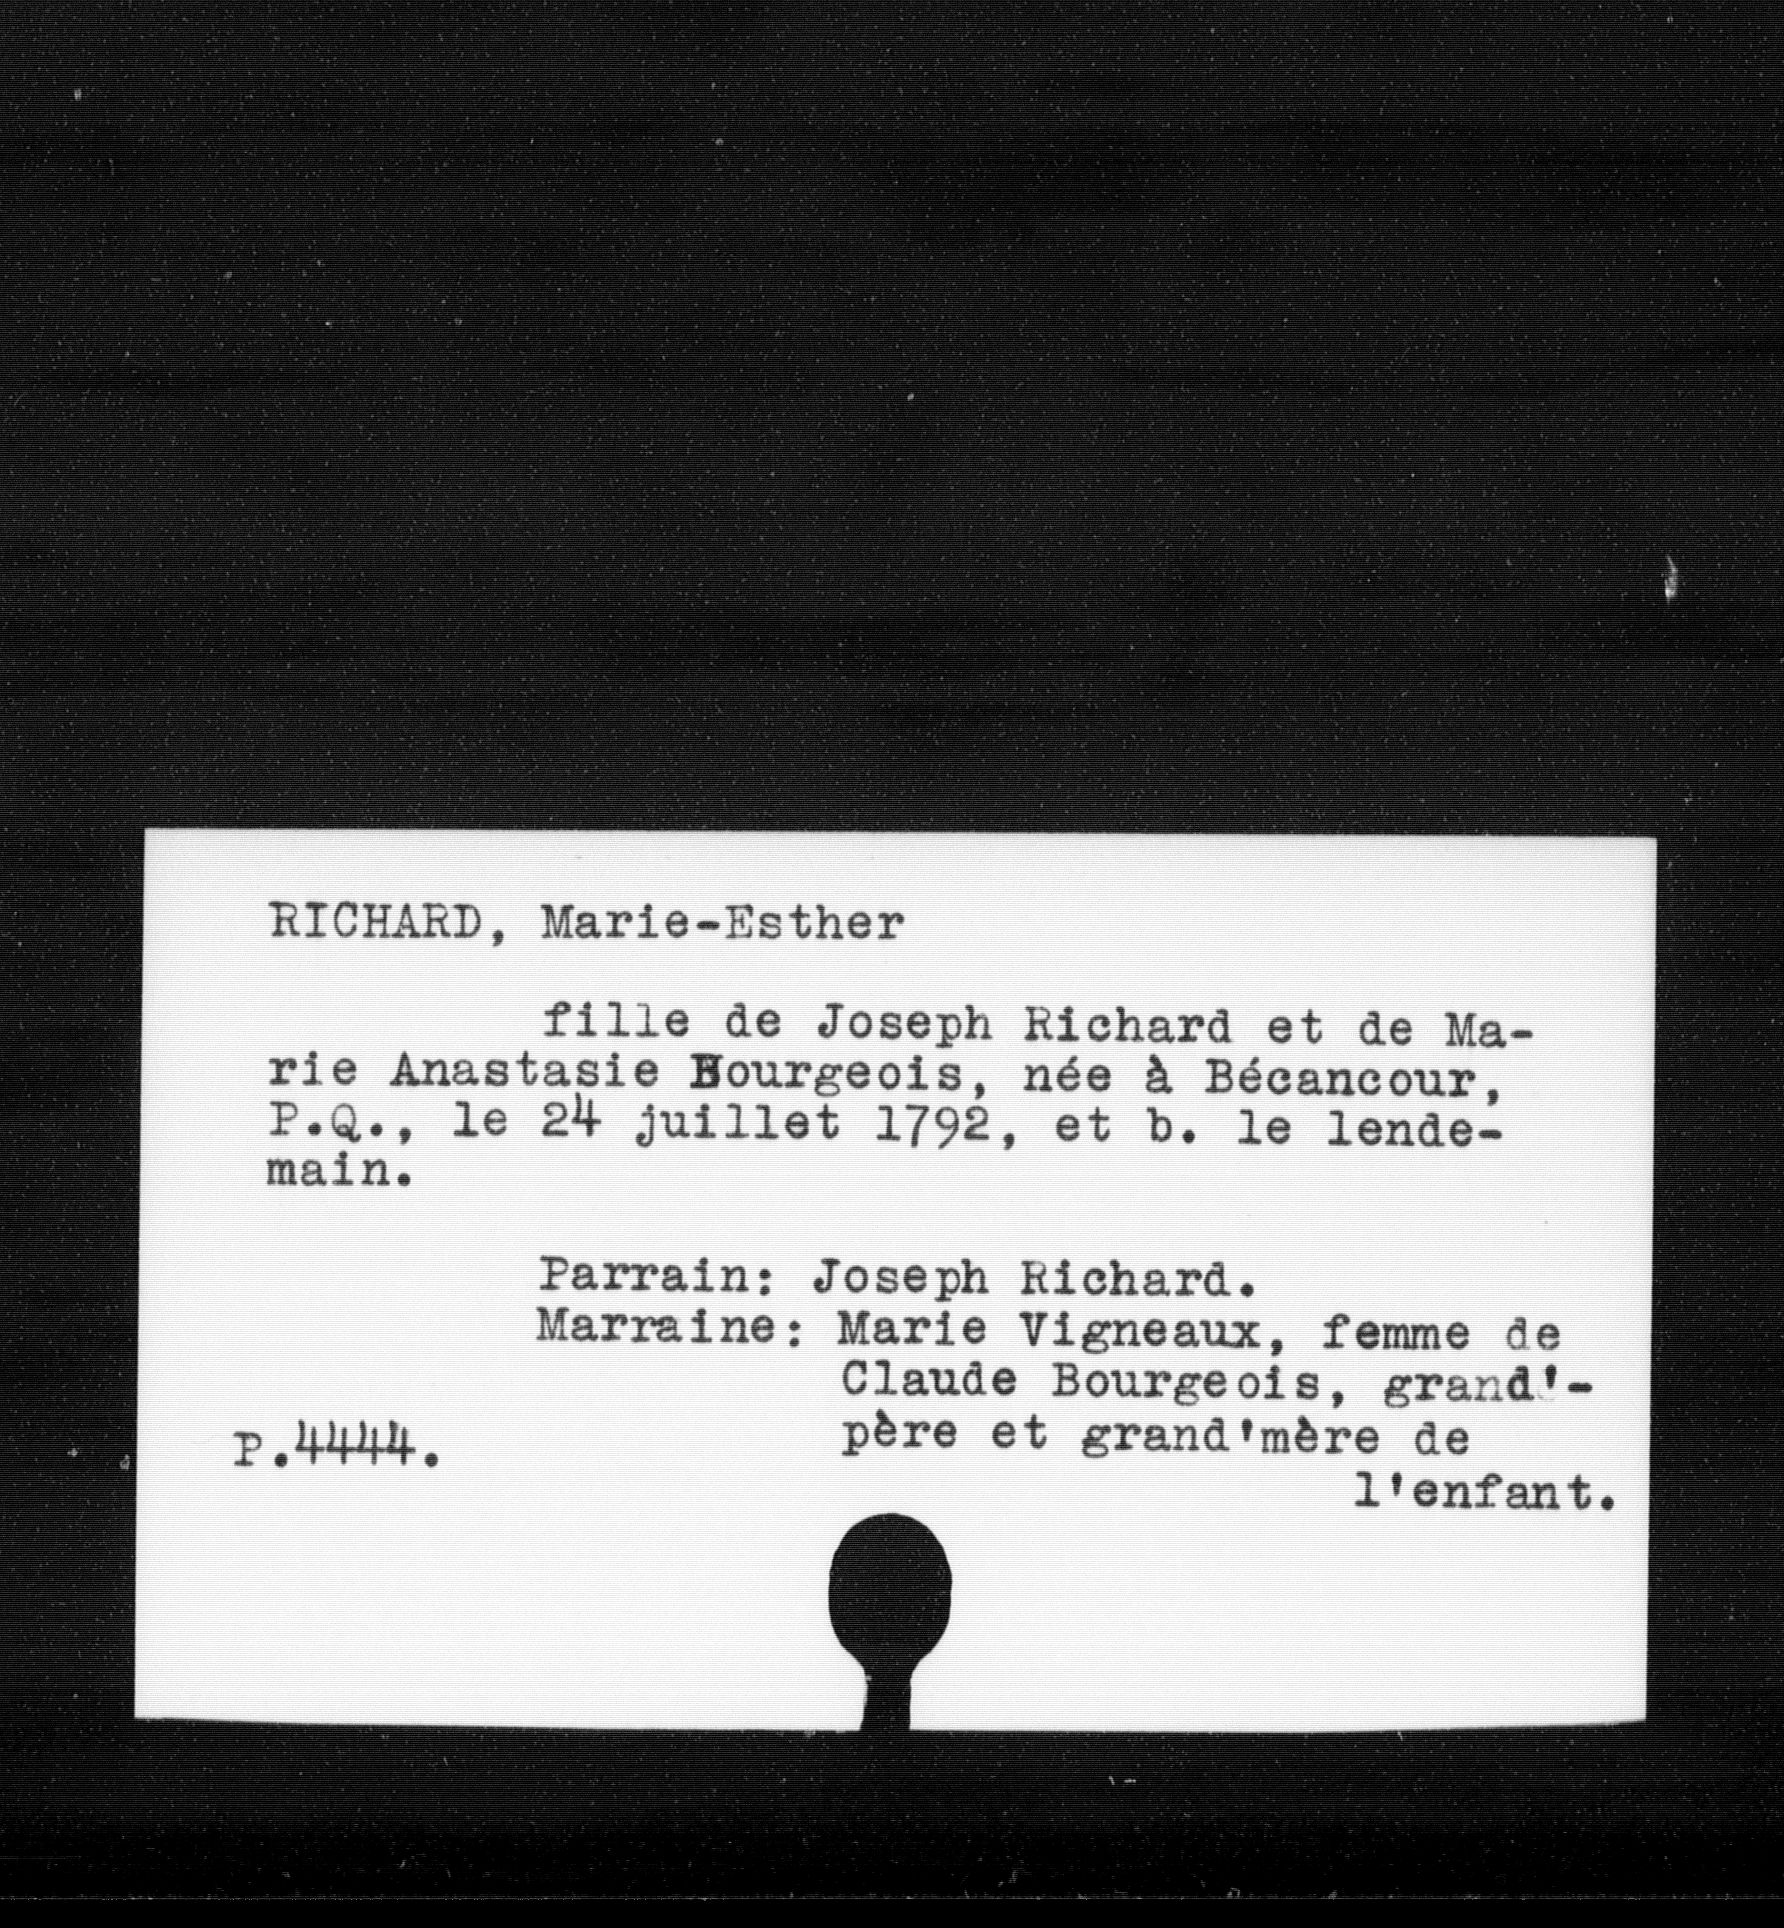 RICHARD, Marie-Esther
fille de Joseph Richard et de Ma-
rie Anastasie Bourgeois, née à Bécancour,
P.Q., le 24 juillet 1792, et b. le lende-
main.
Parrain: Joseph Richard.
Marraine: Marie Vigneaux, femme de
Claude Bourgeois, grand'-
père et grand'mère de
l'enfant.
P.4444.